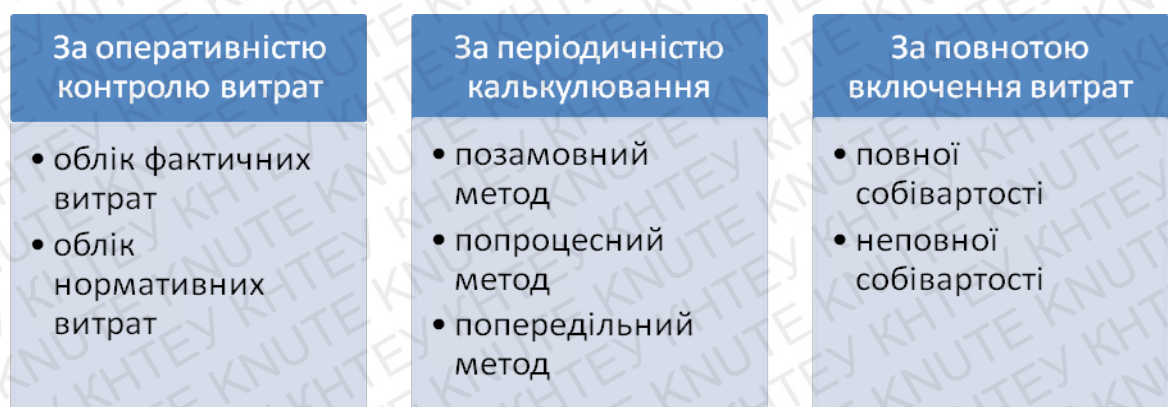 За оперативністю
контролю витрат
• облік фактичних
витрат
• облік
нормативних
витрат
За періодичністю
калькулювання
• позамовний
метод
• попроцесний
метод
• попередільний
метод
За повнотою
включення витрат
• повної
собівартості
• неповної
собівартості